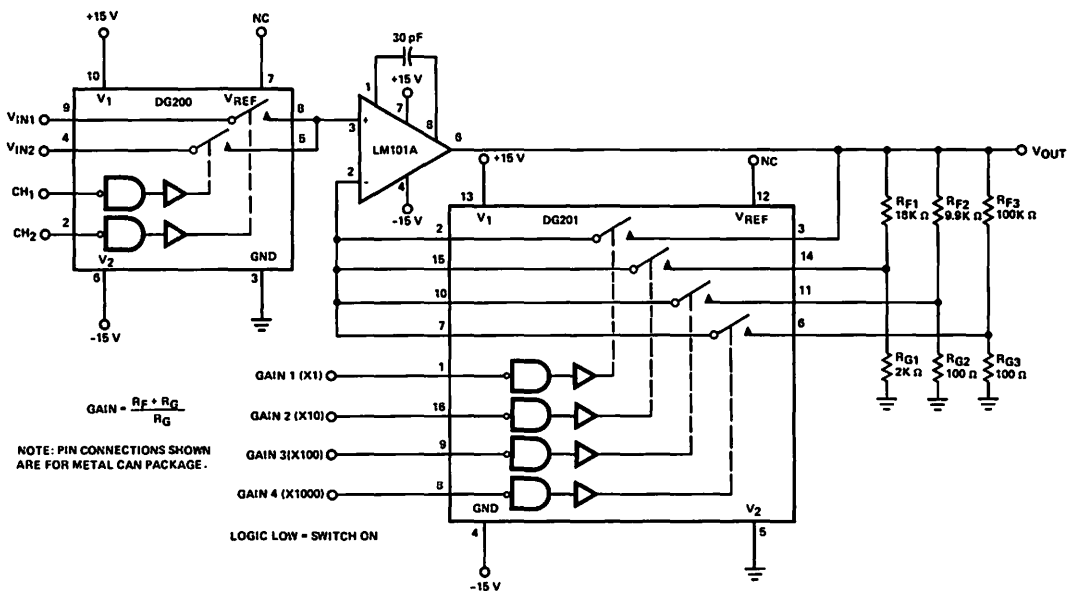 +15 V
NC
10
7
V1
DG200
VREF
VIN1
9
8
VIN2
4
5
CH1
1
CH2
2
V2
GND
6
3
-15 V
30 pF
1
+15 V
7
8
3
+
LM101A
6
2
-
4
-15 V
+15 V
NC
VOUT
13
12
V1
DG201
VREF
2
3
15
14
10
11
7
6
RF1
18K Ω
RF2
9.9K Ω
RF3
100K Ω
RG1
2K Ω
RG2
100 Ω
RG3
100 Ω
GAIN 1 (X1)
1
GAIN 2 (X10)
16
GAIN 3(X100)
9
GAIN 4 (X1000)
8
GND
V2
4
5
-15 V
GAIN = RF + RG
RG
NOTE: PIN CONNECTIONS SHOWN
ARE FOR METAL CAN PACKAGE.
LOGIC LOW = SWITCH ON